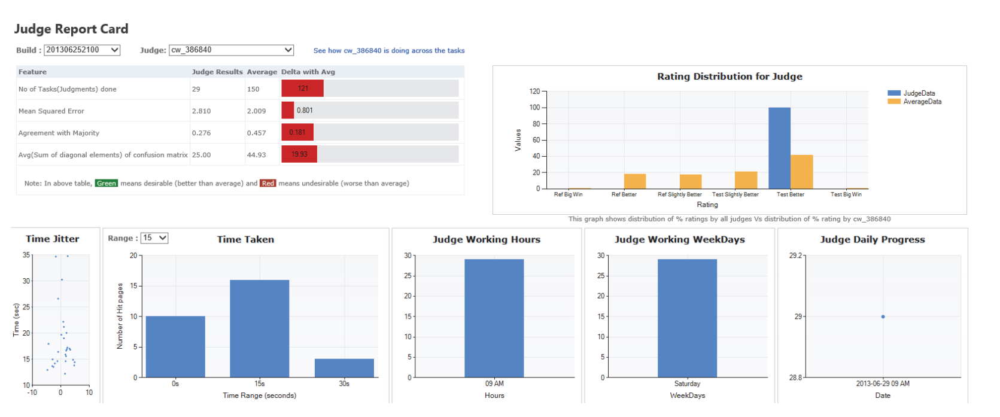 Judge Report Card
Build : 201306252100 Judge: cw_386840 See how cw_386840 is doing across the tasks
Feature Judge Results Average Delta with Avg
No of Tasks(Judgments) done 29 150 121
Mean Squared Error 2.810 2.009 0.801
Agreement with Majority 0.276 0.457 0.181
Avg(Sum of diagonal elements) of confusion matrix 25.00 44.93 19.93
Note: In above table, Green means desirable (better than average) and Red means undesirable (worse than average)
Rating Distribution for Judge
120
100
80
60
40
20
0
Values
Ref Big Win Ref Better Ref Slightly Better Test Slightly Better Test Better Test Big Win
Rating
JudgeData
AverageData
This graph shows distribution of % ratings by all judges Vs distribution of % rating by cw_386840
Time Jitter
35
30
25
20
15
10
Time (sec)
-10 0 10
Range : 15 Time Taken
20
15
10
5
0
Number of Hit pages
0s 15s 30s
Time Range (seconds)
Judge Working Hours
30
25
20
15
10
5
0
09 AM
Hours
Judge Working WeekDays
30
25
20
15
10
5
0
Saturday
WeekDays
Judge Daily Progress
29.2
29
28.8
2013-06-29 09 AM
Date